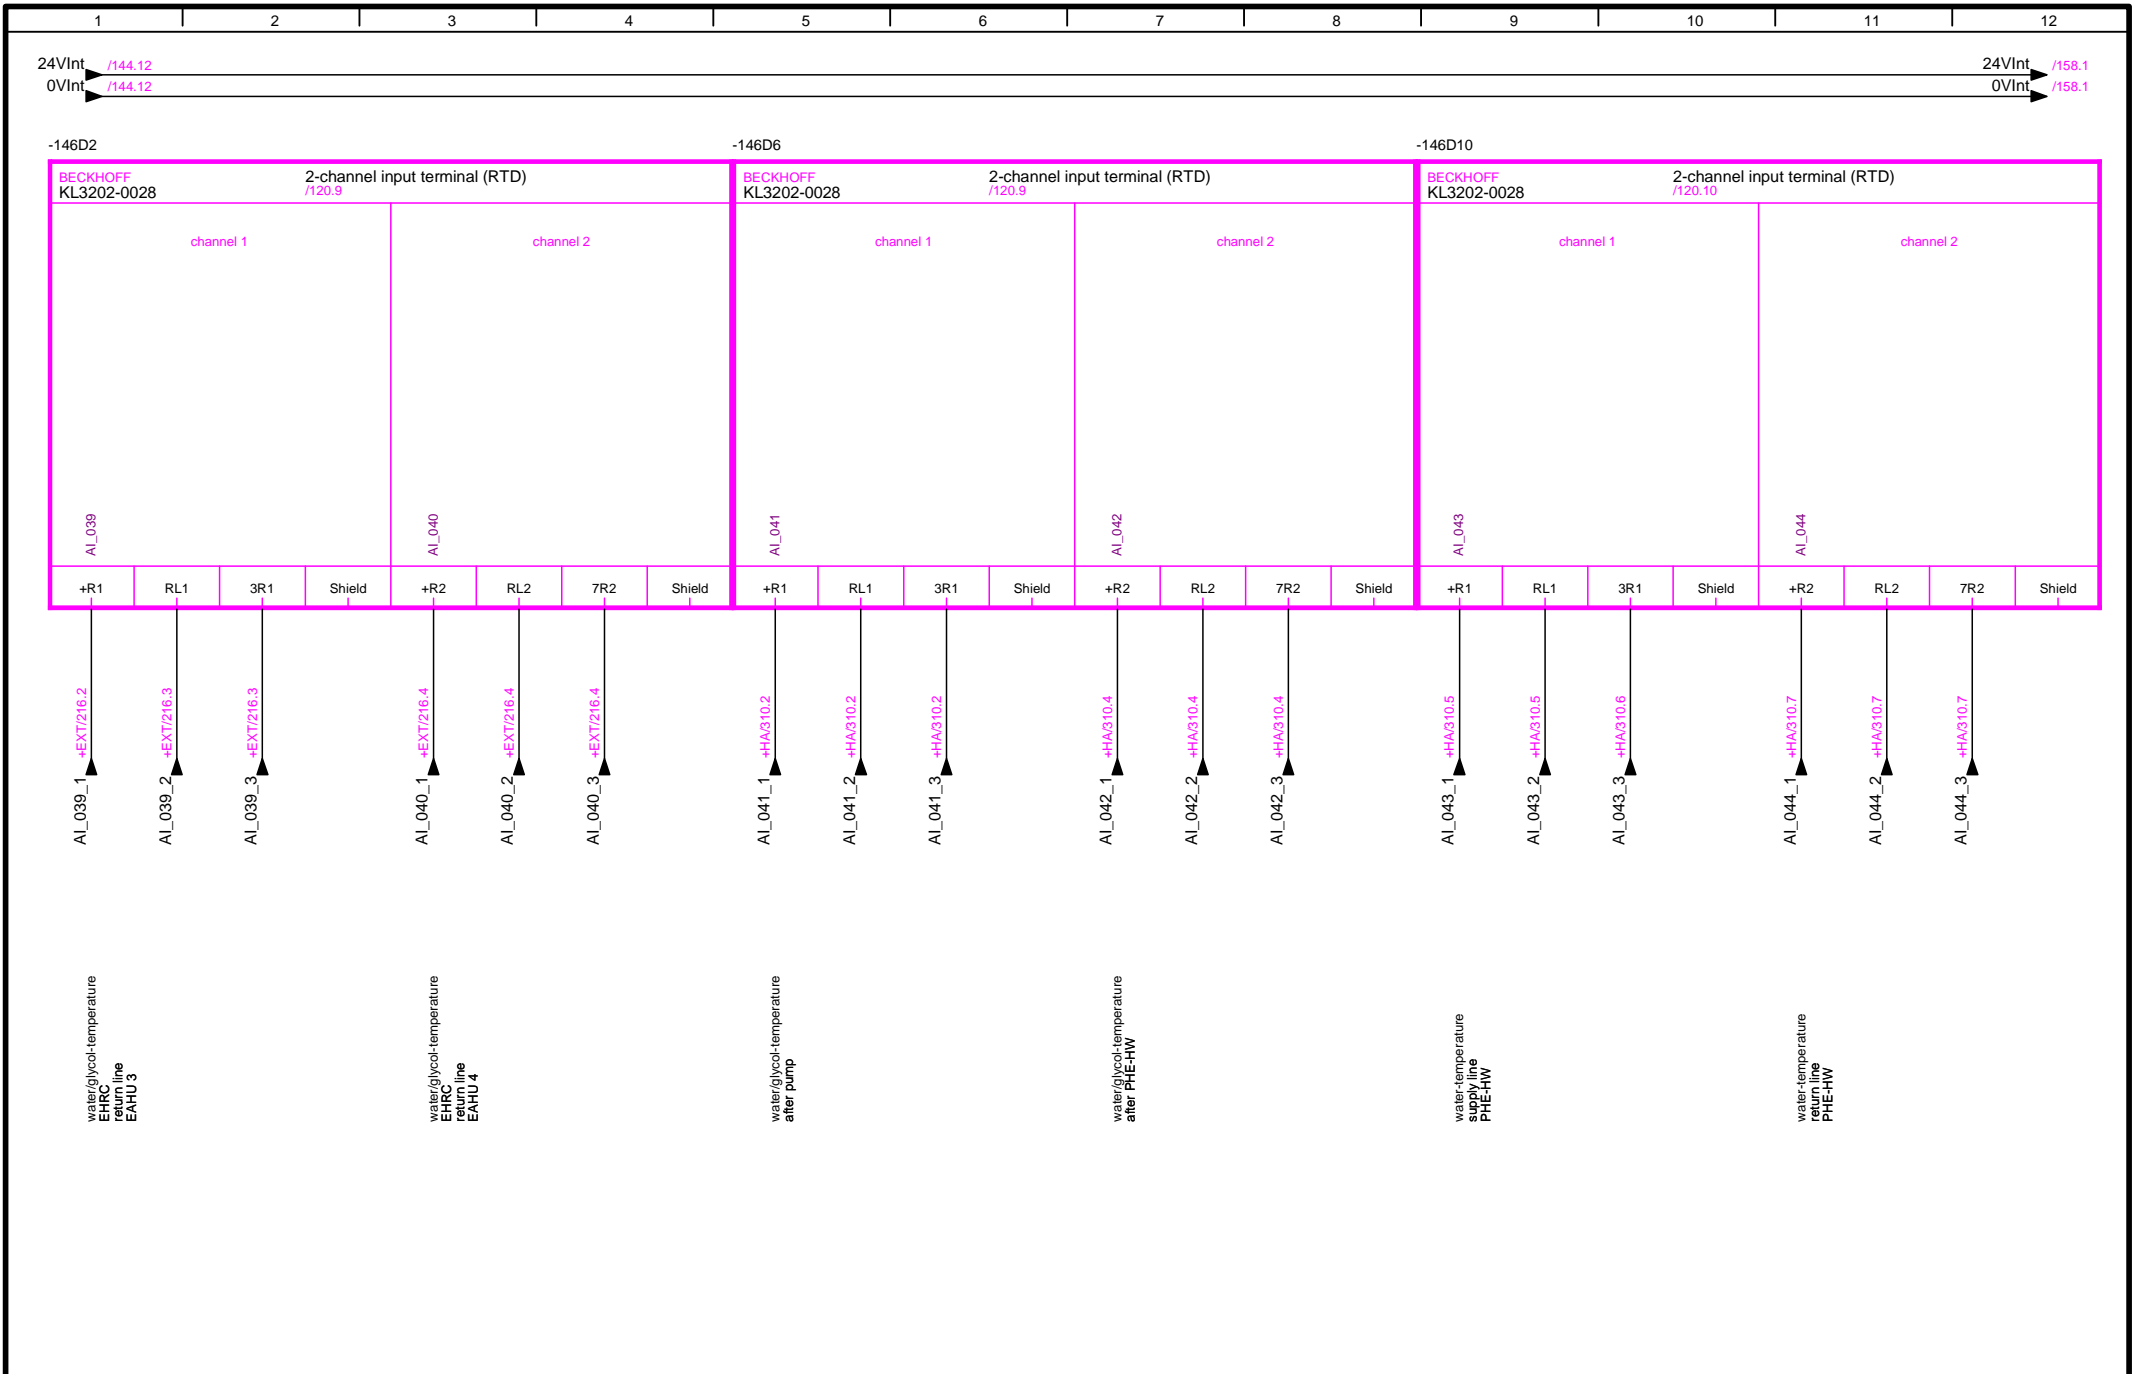 1 2 3 4 5 6 7 8 9 10 11 12
24VInt /144.12 24VInt /158.1
0VInt /144.12 0VInt /158.1
-146D2 -146D6 -146D10
BECKHOFF 2-channel input terminal (RTD) BECKHOFF 2-channel input terminal (RTD) BECKHOFF 2-channel input terminal (RTD)
KL3202-0028 /120.9 KL3202-0028 /120.9 KL3202-0028 /120.10
channel 1 channel 2 channel 1 channel 2 channel 1 channel 2
AI_039 AI_040 AI_041 AI_042 AI_043 AI_044
+R1 RL1 3R1 Shield +R2 RL2 7R2 Shield +R1 RL1 3R1 Shield +R2 RL2 7R2 Shield +R1 RL1 3R1 Shield +R2 RL2 7R2 Shield
+EXT/216.2 +EXT/216.3 +EXT/216.3 +EXT/216.4 +EXT/216.4 +EXT/216.4 +HA/310.2 +HA/310.2 +HA/310.2 +HA/310.4 +HA/310.4 +HA/310.4 +HA/310.5 +HA/310.5 +HA/310.6 +HA/310.7 +HA/310.7 +HA/310.7
AI_039_1 AI_039_2 AI_039_3 AI_040_1 AI_040_2 AI_040_3 AI_041_1 AI_041_2 AI_041_3 AI_042_1 AI_042_2 AI_042_3 AI_043_1 AI_043_2 AI_043_3 AI_044_1 AI_044_2 AI_044_3
water/glycol-temperature
EHRC
return line
EAHU 3
water/glycol-temperature
EHRC
return line
EAHU 4
water/glycol-temperature
after pump
water/glycol-temperature
after PHE-HW
water-temperature
supply line
PHE-HW
water-temperature
return line
PHE-HW